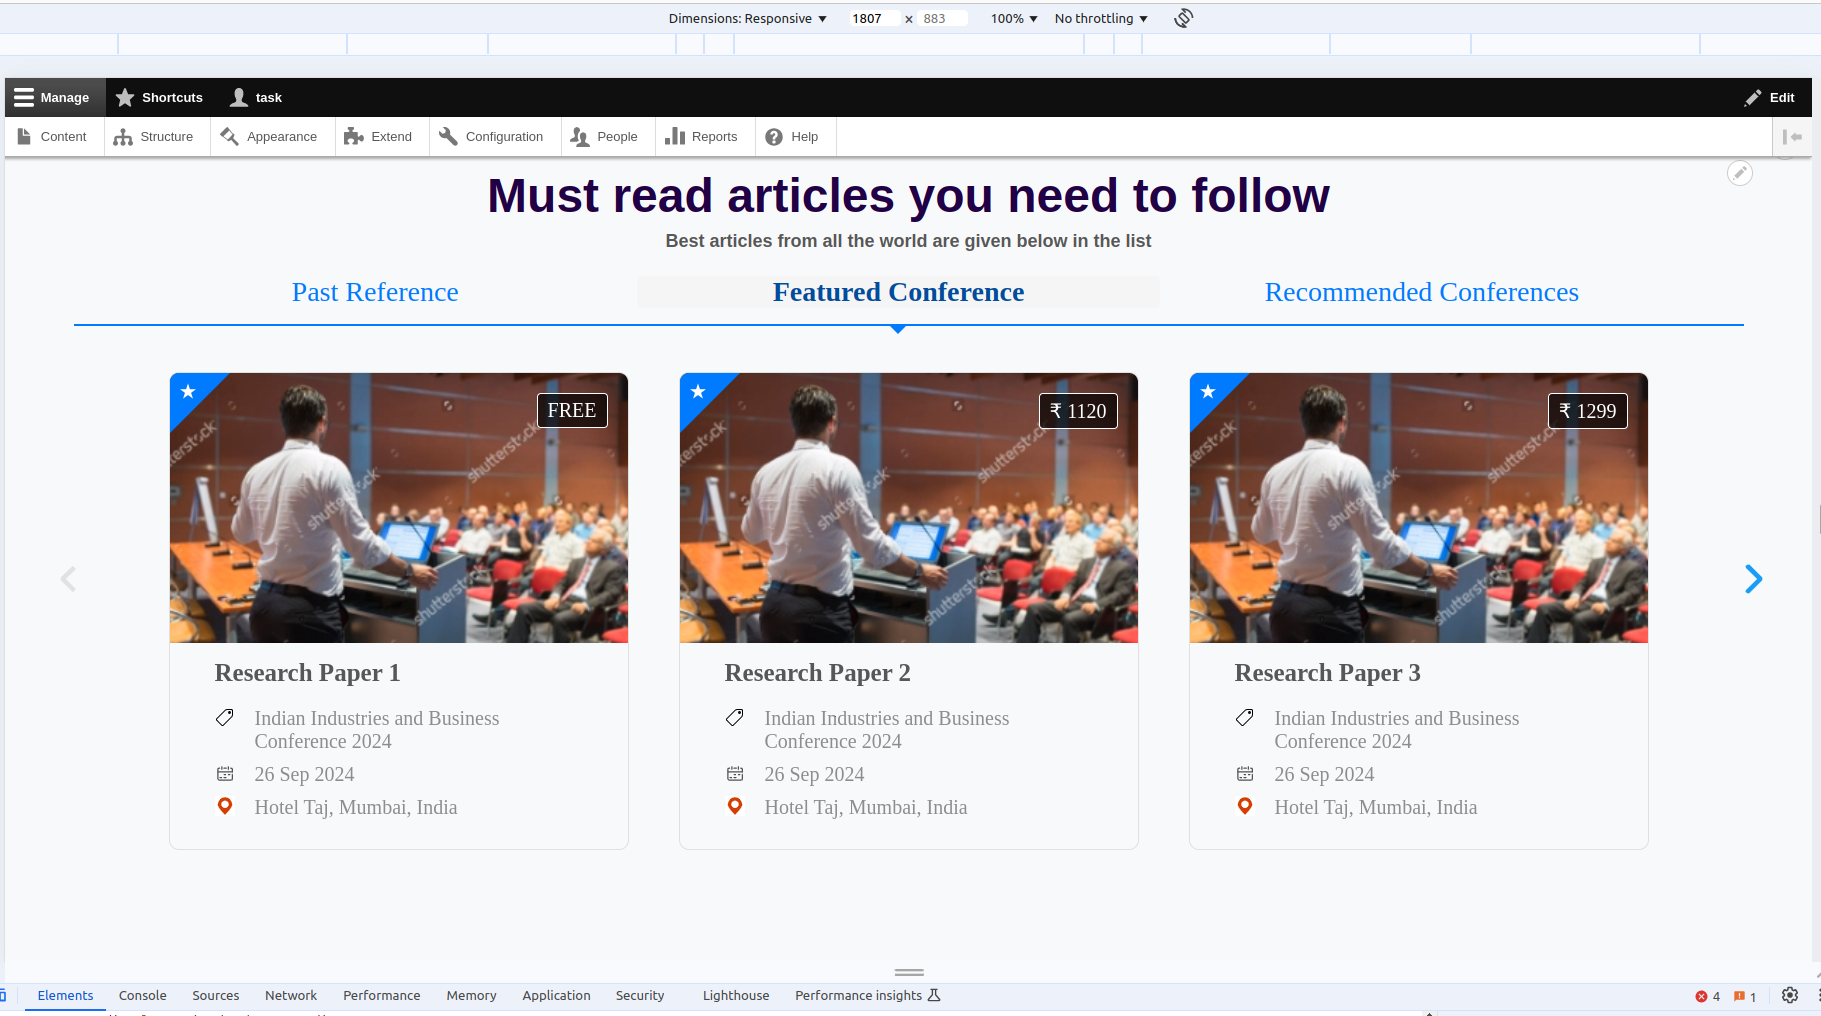 Dimensions: Responsive ▼ 1807 × 883 100% ▼ No throttling ▼
Manage Shortcuts task Edit
Content Structure Appearance Extend Configuration People Reports Help
Must read articles you need to follow
Best articles from all the world are given below in the list
Past Reference Featured Conference Recommended Conferences
FREE ₹ 1120 ₹ 1299
shutterstock shutterstock shutterstock
Research Paper 1
Indian Industries and Business
Conference 2024
26 Sep 2024
Hotel Taj, Mumbai, India
Research Paper 2
Indian Industries and Business
Conference 2024
26 Sep 2024
Hotel Taj, Mumbai, India
Research Paper 3
Indian Industries and Business
Conference 2024
26 Sep 2024
Hotel Taj, Mumbai, India
Elements Console Sources Network Performance Memory Application Security Lighthouse Performance insights 4 1